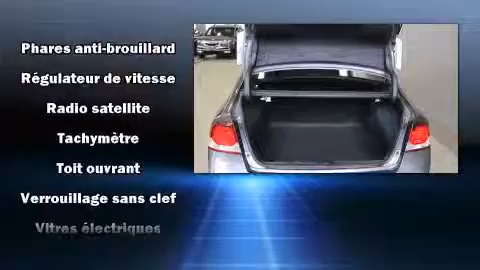 Phares anti-brouillard
Régulateur de vitesse
Radio satellite
Tachymètre
Toit ouvrant
Verrouillage sans clef
Vitres électriques